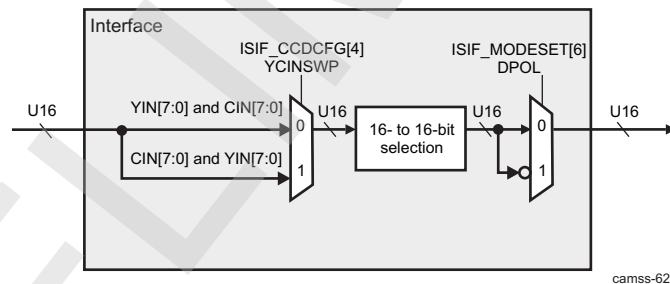 Interface
ISIF_CCDCFG[4]
YCINSWP
ISIF_MODESET[6]
DPOL
U16
YIN[7:0] and CIN[7:0]
0
U16
16- to 16-bit
selection
U16
0
U16
CIN[7:0] and YIN[7:0]
1
1
camss-62